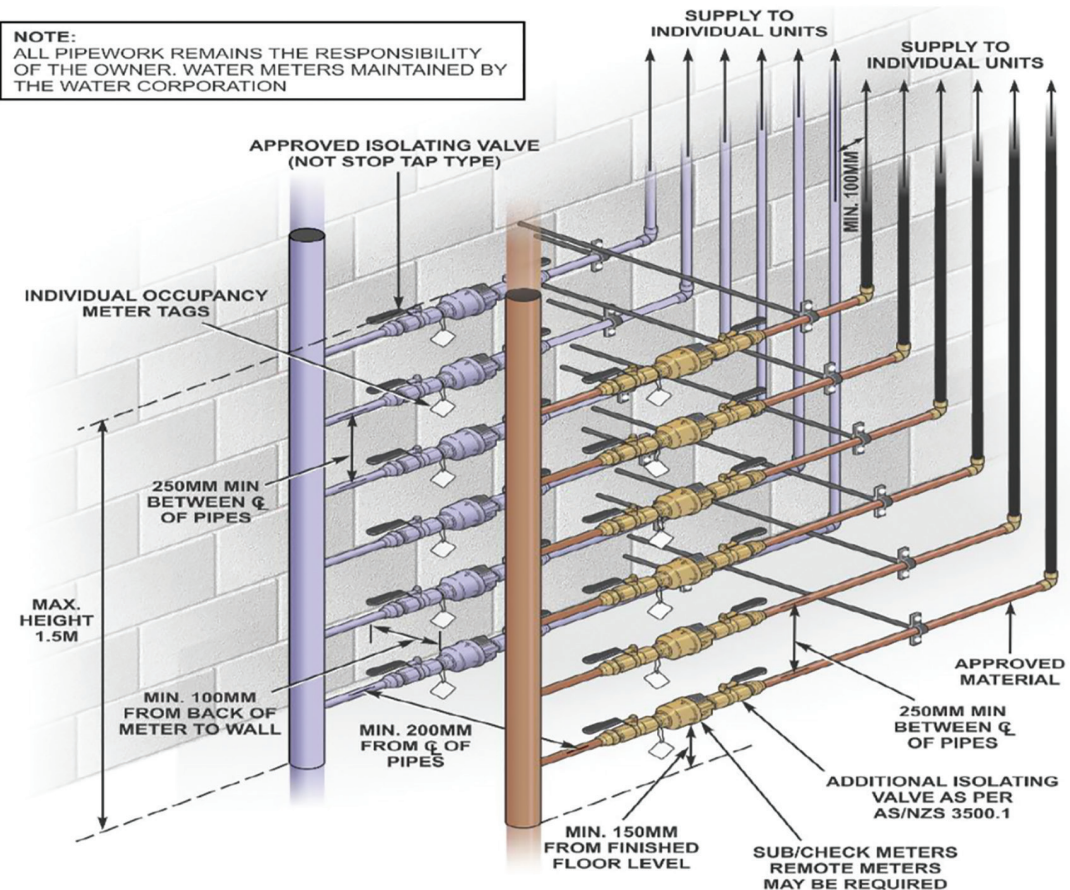 NOTE:
ALL PIPEWORK REMAINS THE RESPONSIBILITY
OF THE OWNER. WATER METERS MAINTAINED BY
THE WATER CORPORATION
SUPPLY TO
INDIVIDUAL UNITS
SUPPLY TO
INDIVIDUAL UNITS
APPROVED ISOLATING VALVE
(NOT STOP TAP TYPE)
MIN. 100MM
INDIVIDUAL OCCUPANCY
METER TAGS
250MM MIN
BETWEEN ℄
OF PIPES
MAX.
HEIGHT
1.5M
MIN. 100MM
FROM BACK OF
METER TO WALL
MIN. 200MM
FROM ℄ OF
PIPES
APPROVED
MATERIAL
250MM MIN
BETWEEN ℄
OF PIPES
ADDITIONAL ISOLATING
VALVE AS PER
AS/NZS 3500.1
MIN. 150MM
FROM FINISHED
FLOOR LEVEL
SUB/CHECK METERS
REMOTE METERS
MAY BE REQUIRED